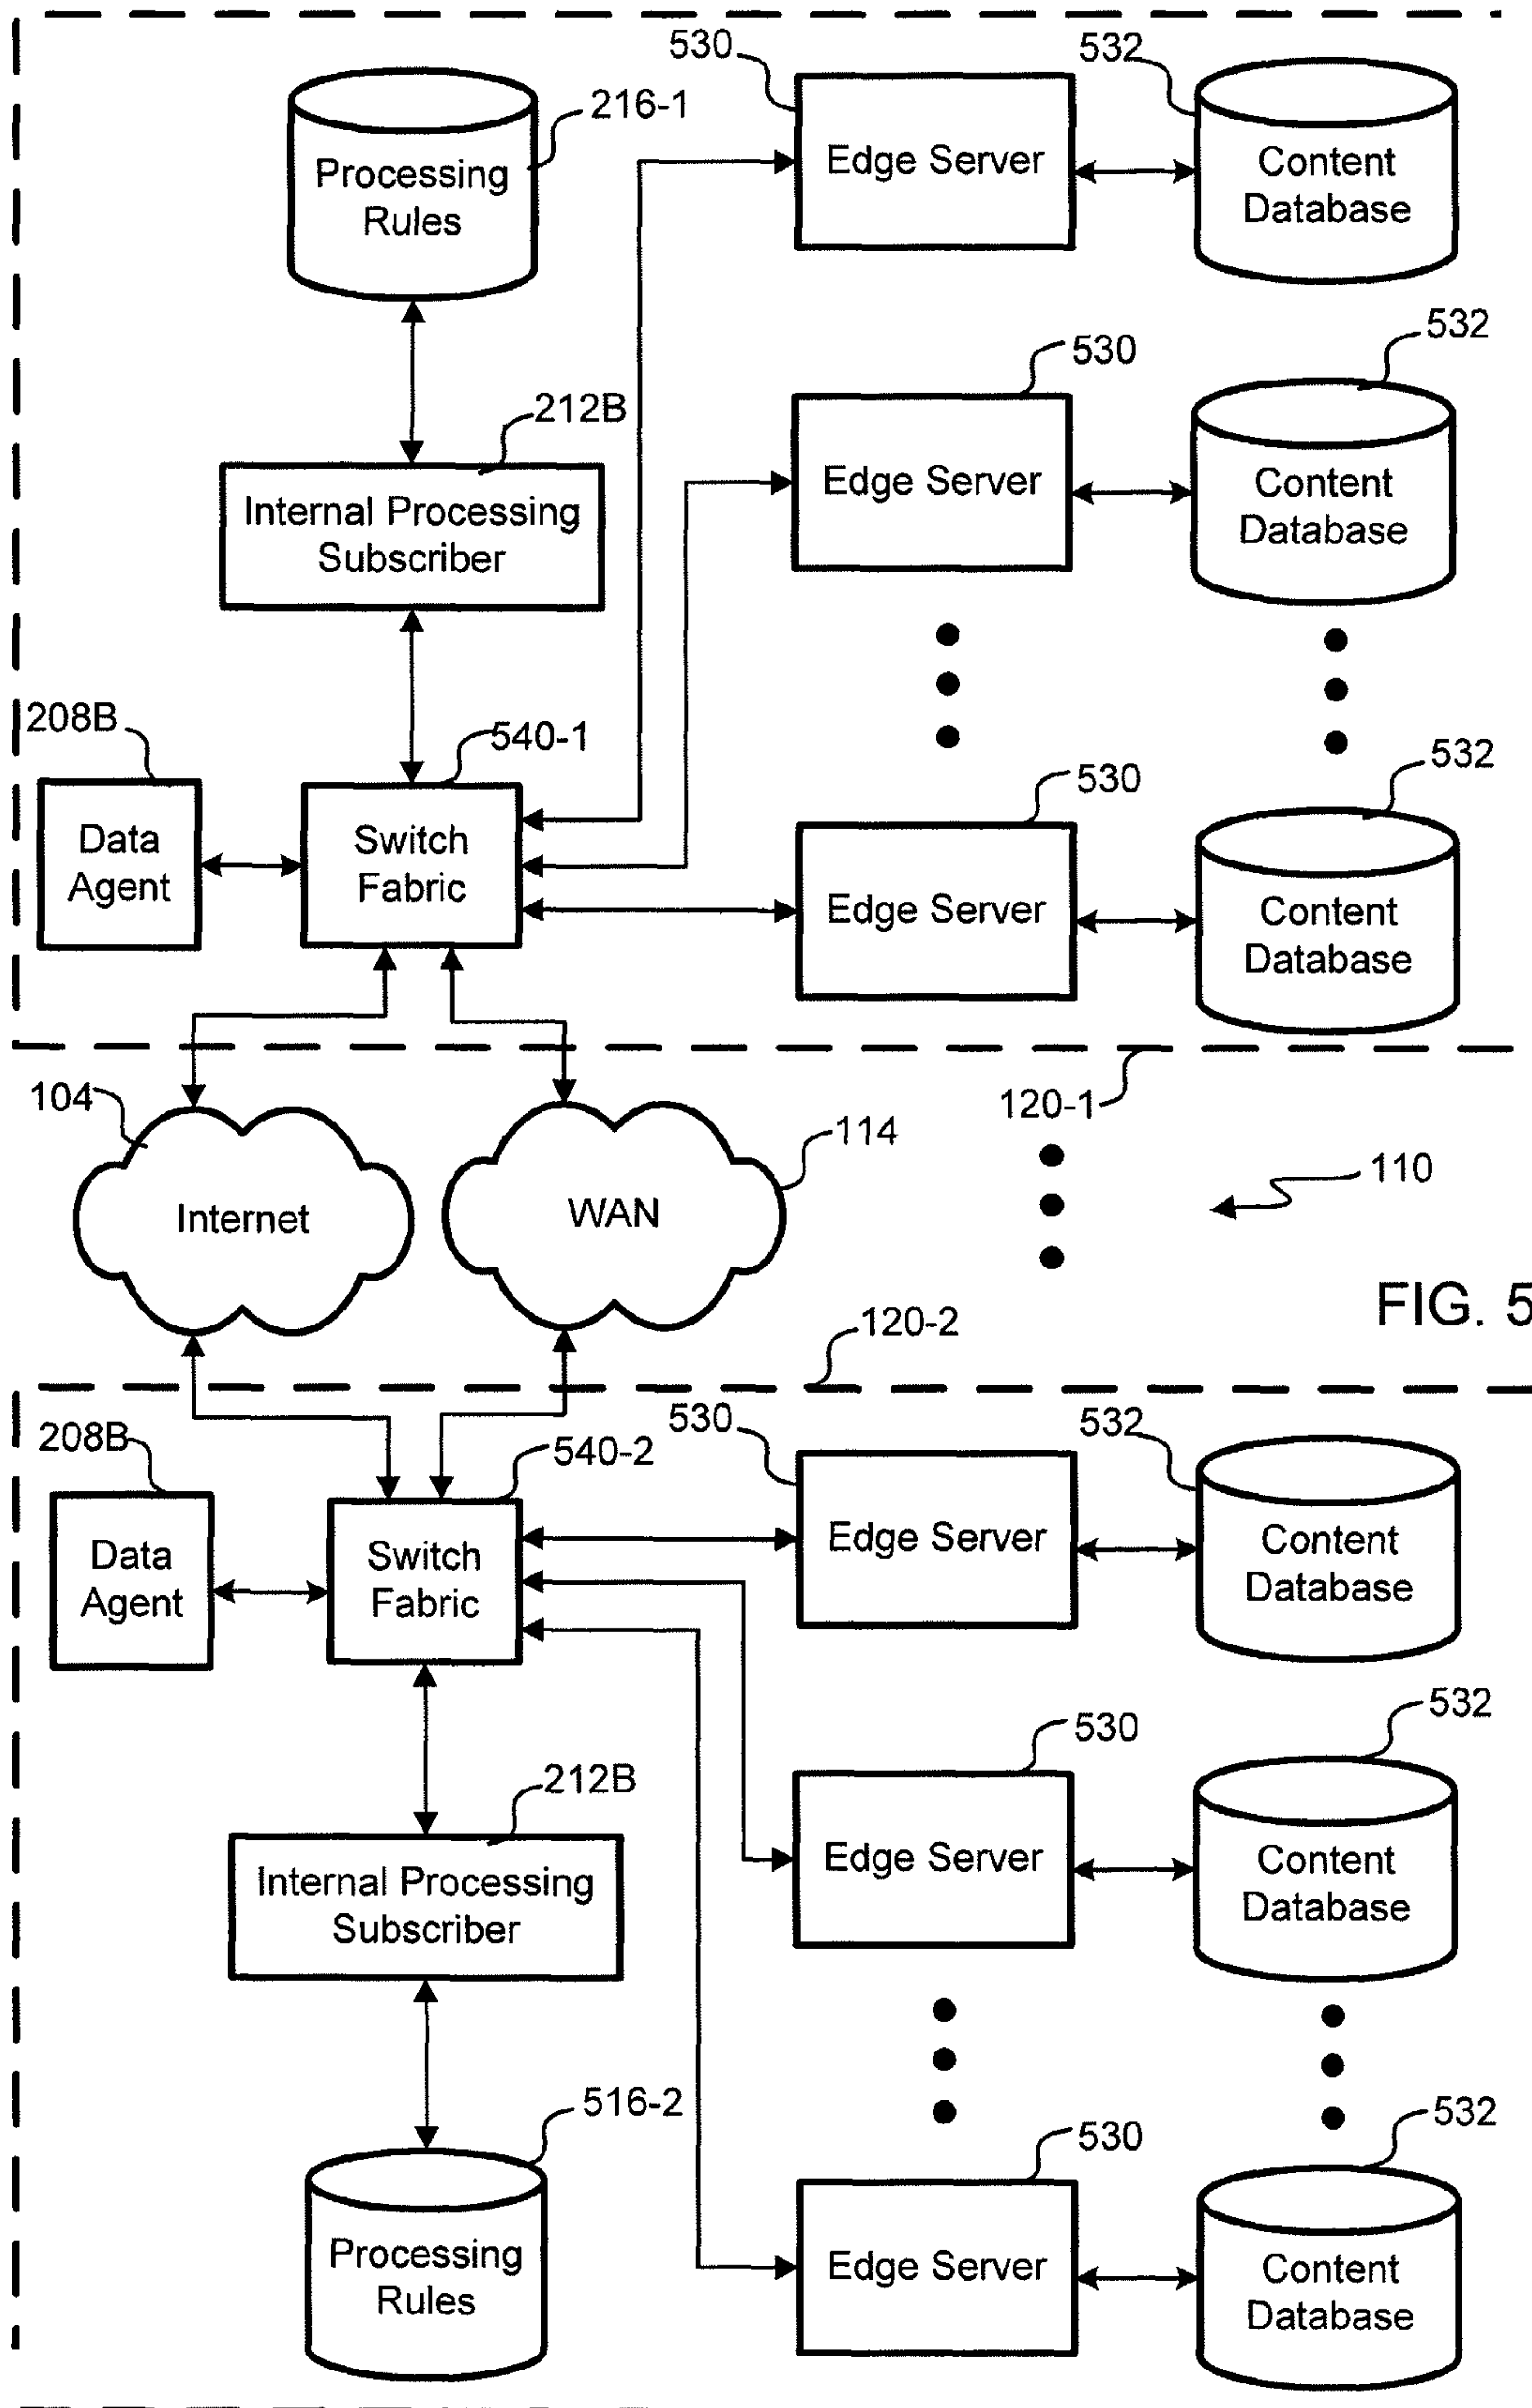 530
532
216-1
Processing
Rules
Edge Server
Content
Database
530
532
212B
Internal Processing
Subscriber
Edge Server
Content
Database
208B
540-1
530
532
Data
Agent
Switch
Fabric
Edge Server
Content
Database
104
120-1
114
110
Internet
WAN
FIG. 5
120-2
208B
540-2
530
532
Data
Agent
Switch
Fabric
Edge Server
Content
Database
530
532
212B
Internal Processing
Subscriber
Edge Server
Content
Database
516-2
530
532
Processing
Rules
Edge Server
Content
Database